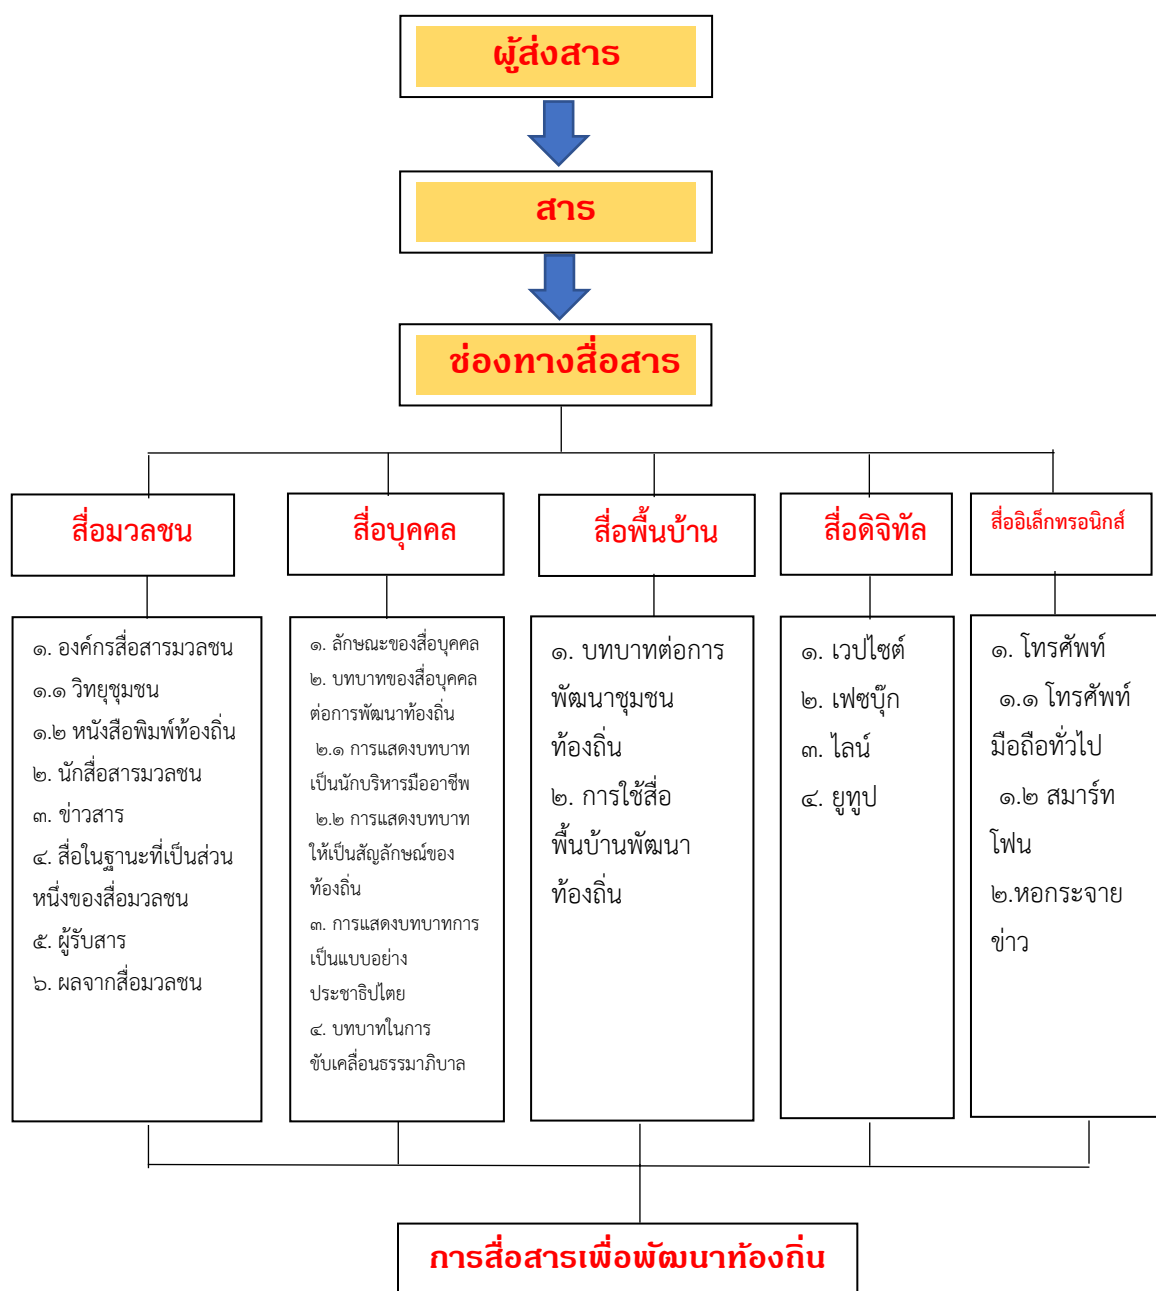 ผู้ส่งสาร
สาร
ช่องทางสื่อสาร
สื่อมวลชน
๑. องค์กรสื่อสารมวลชน
๑.๑ วิทยุชุมชน
๑.๒ หนังสือพิมพ์ท้องถิ่น
๒. นักสื่อสารมวลชน
๓. ข่าวสาร
๔. สื่อในฐานะที่เป็นส่วน
หนึ่งของสื่อมวลชน
๕. ผู้รับสาร
๖. ผลจากสื่อมวลชน
สื่อบุคคล
๑. ลักษณะของสื่อบุคคล
๒. บทบาทของสื่อบุคคล
ต่อการพัฒนาท้องถิ่น
๒.๑ การแสดงบทบาท
เป็นนักบริหารมืออาชีพ
๒.๒ การแสดงบทบาท
ให้เป็นสัญลักษณ์ของ
ท้องถิ่น
๓. การแสดงบทบาทการ
เป็นแบบอย่าง
ประชาธิปไตย
๔. บทบาทในการ
ขับเคลื่อนธรรมาภิบาล
สื่อพื้นบ้าน
๑. บทบาทต่อการ
พัฒนาชุมชน
ท้องถิ่น
๒. การใช้สื่อ
พื้นบ้านพัฒนา
ท้องถิ่น
สื่อดิจิทัล
๑. เวปไซต์
๒. เฟซบุ๊ก
๓. ไลน์
๔. ยูทูป
สื่ออิเล็กทรอนิกส์
๑. โทรศัพท์
๑.๑ โทรศัพท์
มือถือทั่วไป
๑.๒ สมาร์ท
โฟน
๒.หอกระจาย
ข่าว
การสื่อสารเพื่อพัฒนาท้องถิ่น